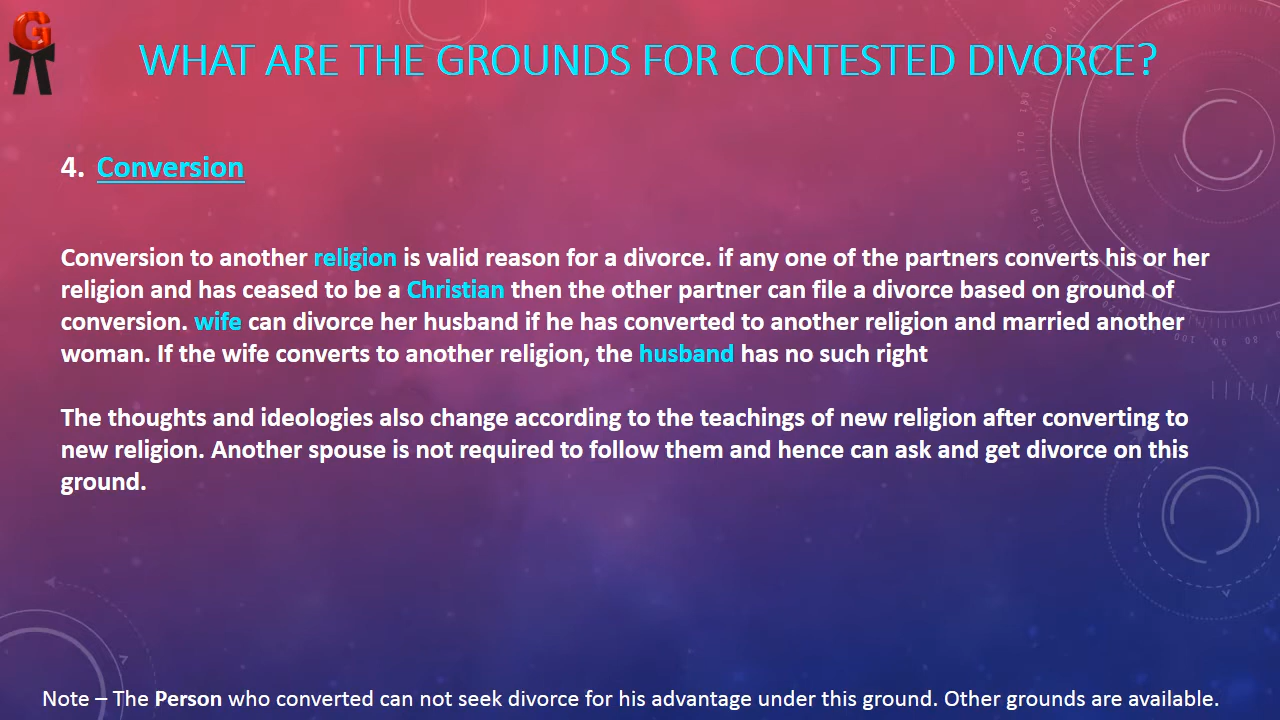 G
WHAT ARE THE GROUNDS FOR CONTESTED DIVORCE?
4. Conversion
Conversion to another religion is valid reason for a divorce. if any one of the partners converts his or her
religion and has ceased to be a Christian then the other partner can file a divorce based on ground of
conversion. wife can divorce her husband if he has converted to another religion and married another
woman. If the wife converts to another religion, the husband has no such right
The thoughts and ideologies also change according to the teachings of new religion after converting to
new religion. Another spouse is not required to follow them and hence can ask and get divorce on this
ground.
Note – The Person who converted can not seek divorce for his advantage under this ground. Other grounds are available.